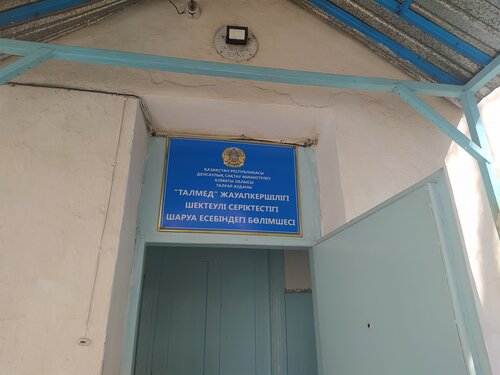 ҚАЗАҚСТАН РЕСПУБЛИКАСЫ
ДЕНСАУЛЫҚ САҚТАУ МИНИСТРЛІГІ
АЛМАТЫ ОБЛЫСЫ
ТАЛҒАР АУДАНЫ
"ТАЛМЕД" ЖАУАПКЕРШІЛІГІ
ШЕКТЕУЛІ СЕРІКТЕСТІГІ
ШАРУА ЕСЕБІНДЕГІ БӨЛІМШЕСІ